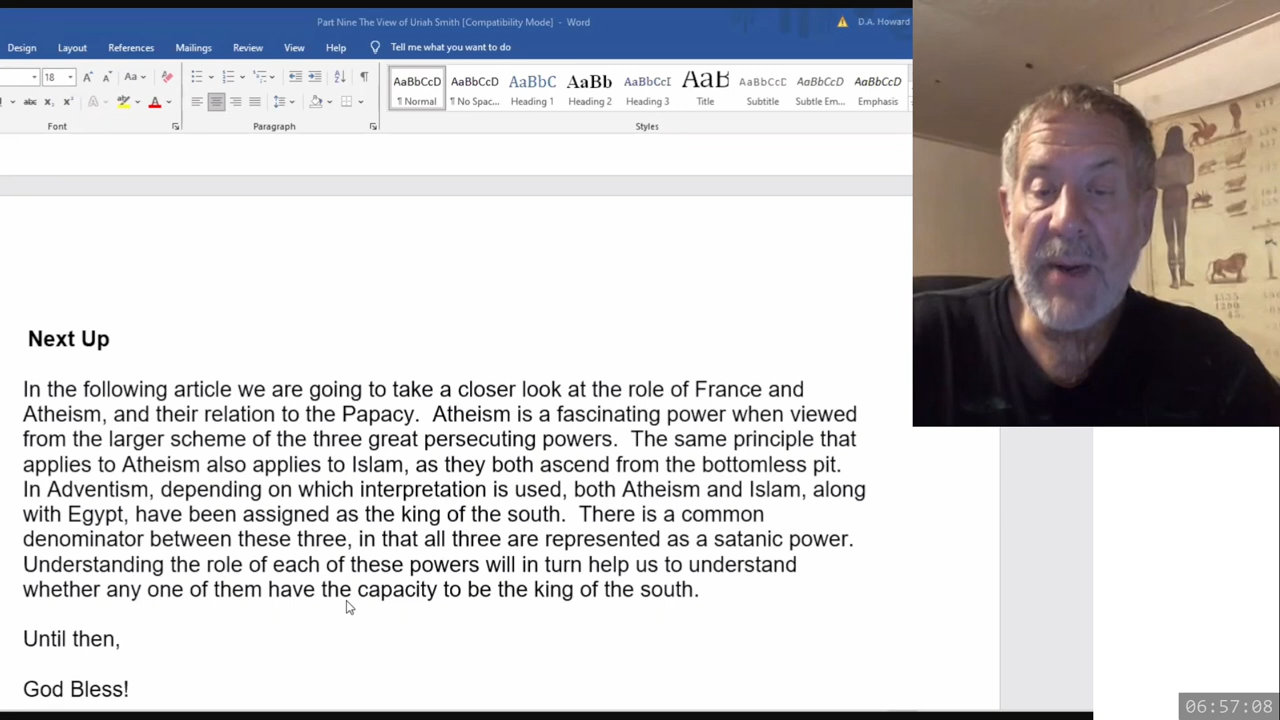 Part Nine The View of Uriah Smith [Compatibility Mode] - Word
D.A. Howard
Design Layout References Mailings Review View Help Tell me what you want to do
18 Aa
abc x₂ x² A A
AaBbCcD AaBbCcD AaBbC AaBb AaBbCcI AaB AaBbCcD AaBbCcD AaBbCcD
¶ Normal ¶ No Spac... Heading 1 Heading 2 Heading 3 Title Subtitle Subtle Em... Emphasis
Font Paragraph Styles
Next Up
In the following article we are going to take a closer look at the role of France and
Atheism, and their relation to the Papacy. Atheism is a fascinating power when viewed
from the larger scheme of the three great persecuting powers. The same principle that
applies to Atheism also applies to Islam, as they both ascend from the bottomless pit.
In Adventism, depending on which interpretation is used, both Atheism and Islam, along
with Egypt, have been assigned as the king of the south. There is a common
denominator between these three, in that all three are represented as a satanic power.
Understanding the role of each of these powers will in turn help us to understand
whether any one of them have the capacity to be the king of the south.
Until then,
God Bless!
06:57:08